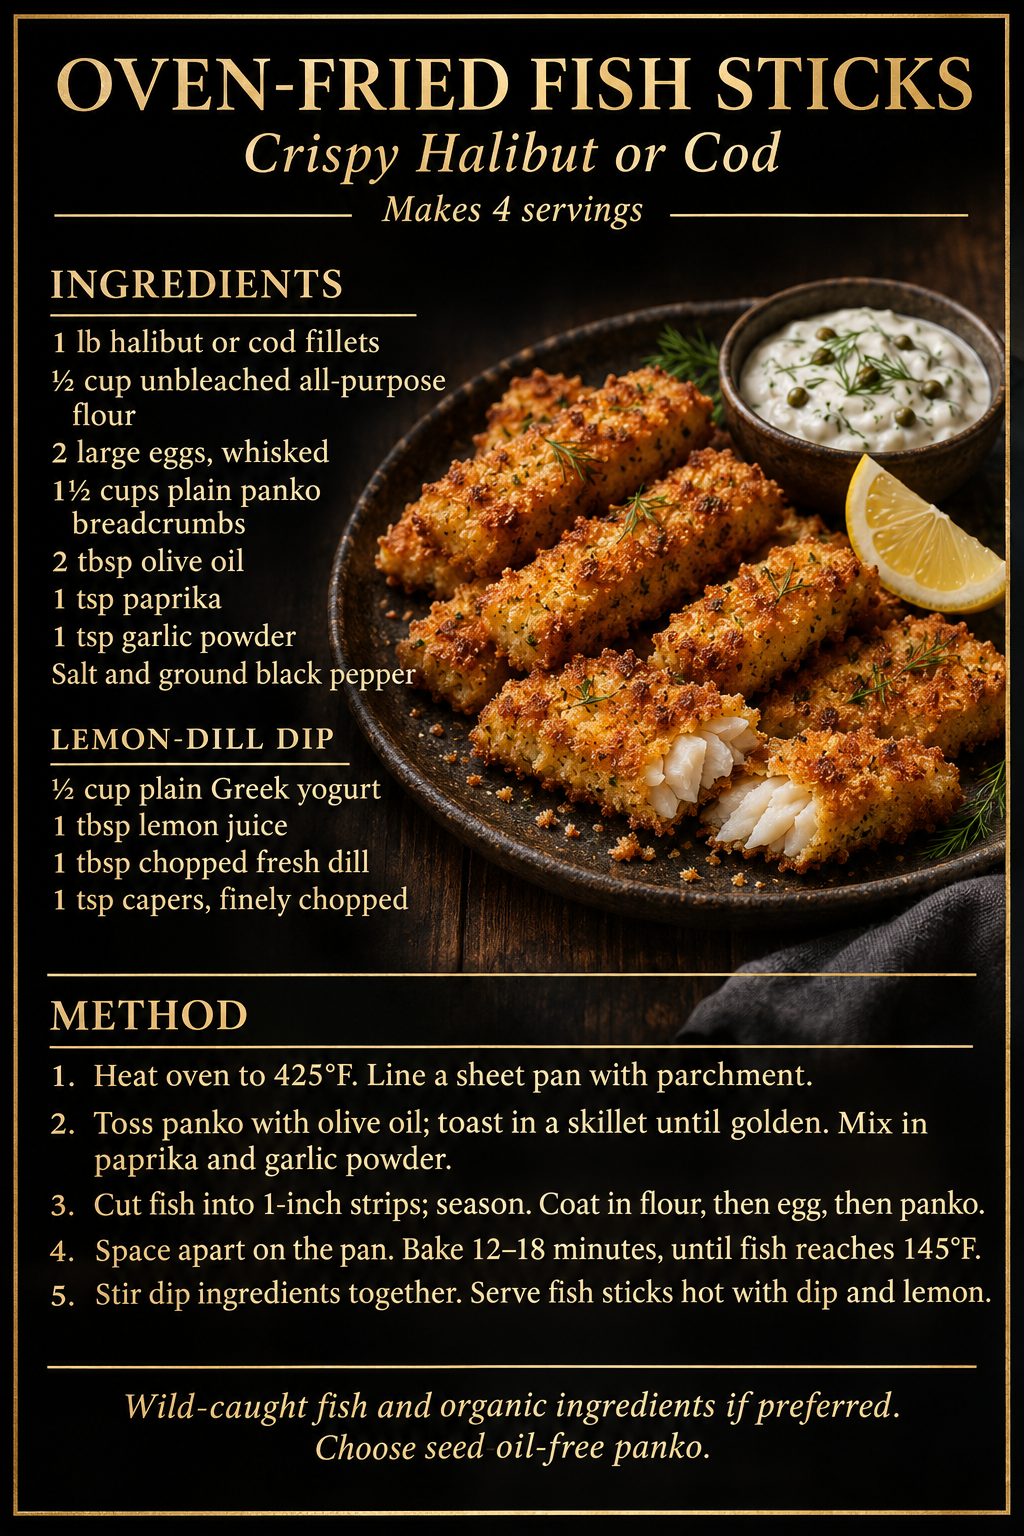 OVEN-FRIED FISH STICKS
Crispy Halibut or Cod
Makes 4 servings
INGREDIENTS
1 lb halibut or cod fillets
½ cup unbleached all-purpose
flour
2 large eggs, whisked
1½ cups plain panko
breadcrumbs
2 tbsp olive oil
1 tsp paprika
1 tsp garlic powder
Salt and ground black pepper
LEMON-DILL DIP
½ cup plain Greek yogurt
1 tbsp lemon juice
1 tbsp chopped fresh dill
1 tsp capers, finely chopped
METHOD
1. Heat oven to 425°F. Line a sheet pan with parchment.
2. Toss panko with olive oil; toast in a skillet until golden. Mix in
paprika and garlic powder.
3. Cut fish into 1-inch strips; season. Coat in flour, then egg, then panko.
4. Space apart on the pan. Bake 12–18 minutes, until fish reaches 145°F.
5. Stir dip ingredients together. Serve fish sticks hot with dip and lemon.
Wild-caught fish and organic ingredients if preferred.
Choose seed oil-free panko.